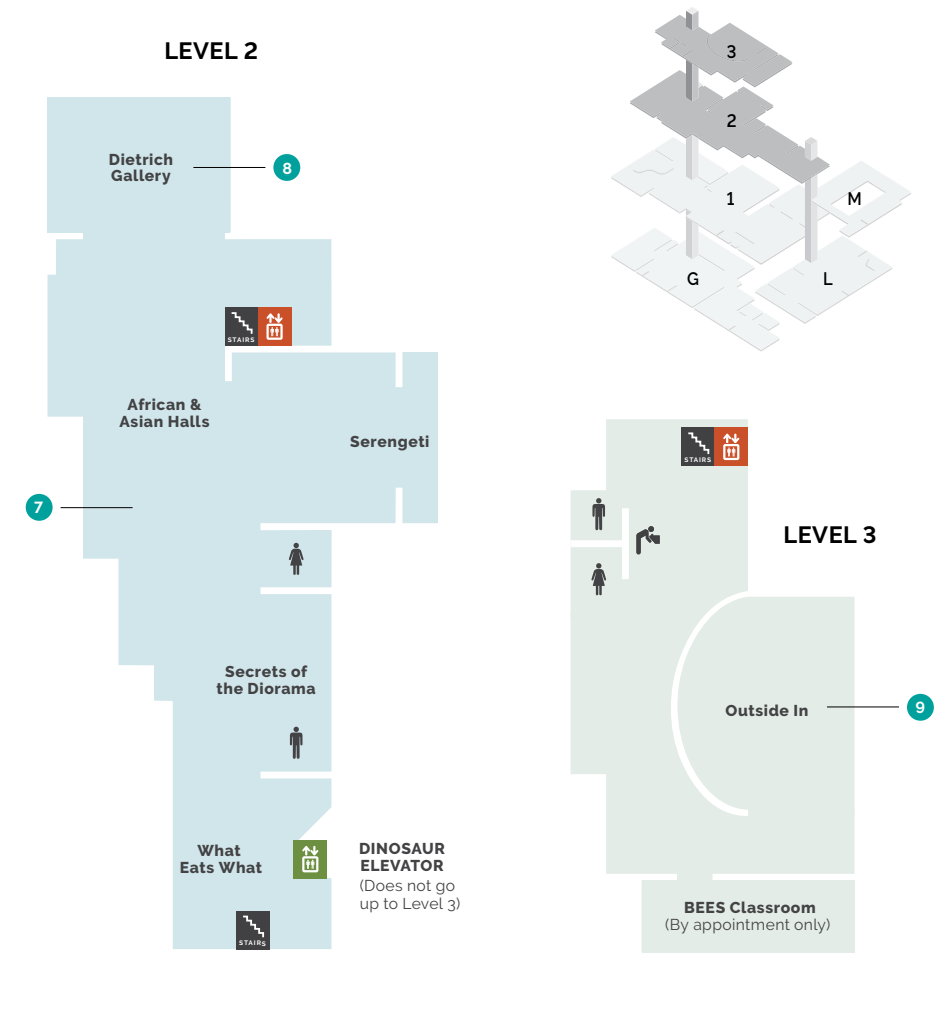 LEVEL 2
Dietrich
Gallery
8
STAIRS
African &
Asian Halls
Serengeti
7
Secrets of
the Diorama
What
Eats What
DINOSAUR
ELEVATOR
(Does not go
up to Level 3)
STAIRS
3
2
1
M
G
L
STAIRS
LEVEL 3
Outside In
9
BEES Classroom
(By appointment only)